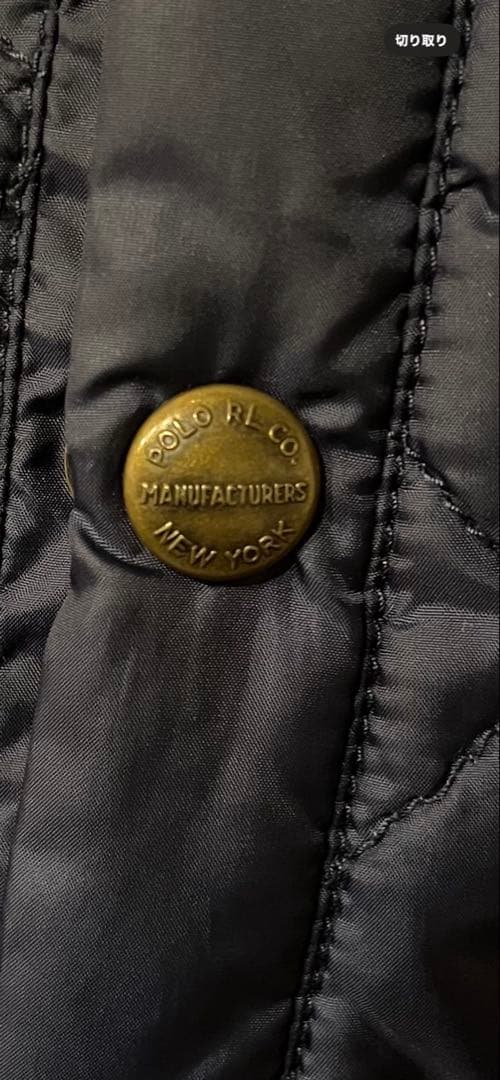 切り取り
POLO RL CO.
MANUFACTURERS
NEW YORK